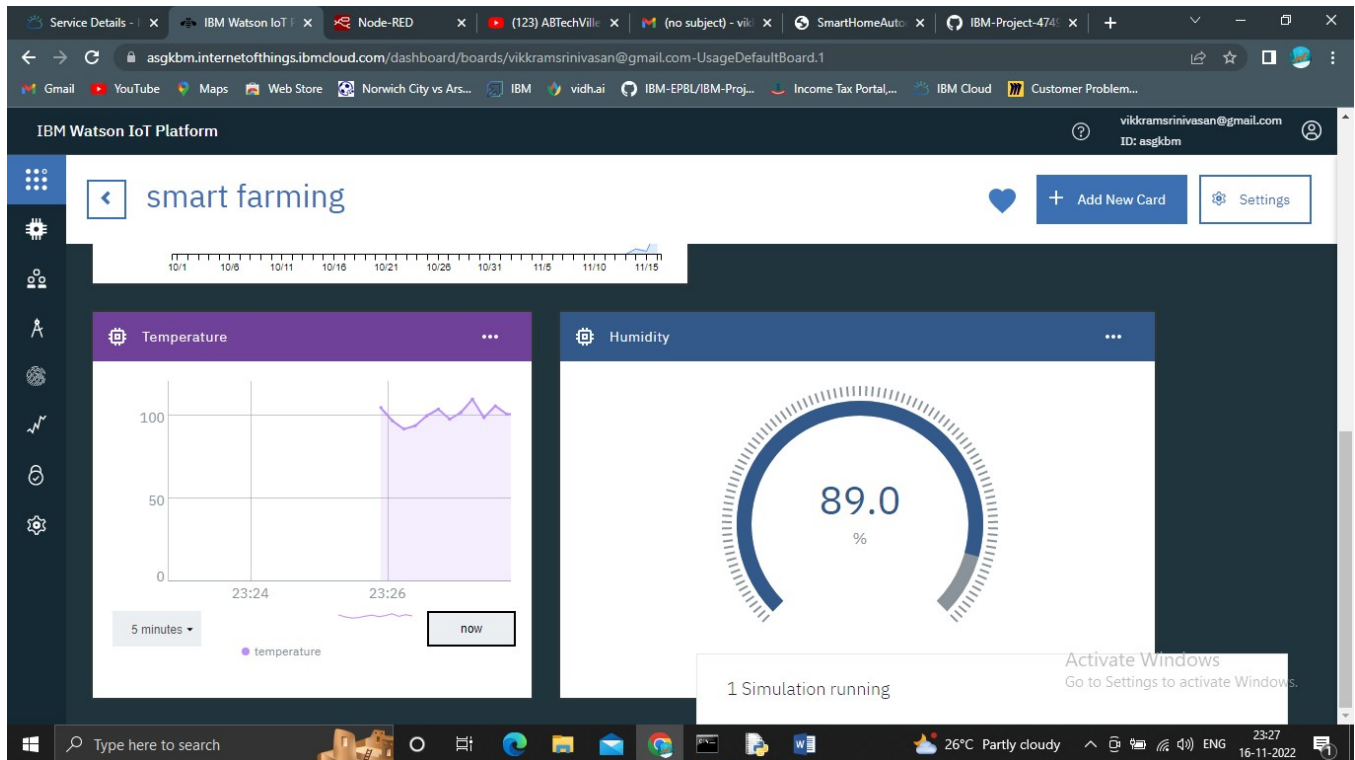 Service Details - I
IBM Watson IoT P
Node-RED
(123) ABTechVille
(no subject) - vik
SmartHomeAuto
IBM-Project-4749
asgkbm.internetofthings.ibmcloud.com/dashboard/boards/vikkramsrinivasan@gmail.com-UsageDefaultBoard.1
Gmail YouTube Maps Web Store Norwich City vs Ars... IBM vidh.ai IBM-EPBL/IBM-Proj... Income Tax Portal,... IBM Cloud Customer Problem...
IBM Watson IoT Platform
vikkramsrinivasan@gmail.com
ID: asgkbm
smart farming
+ Add New Card
Settings
10/1 10/6 10/11 10/16 10/21 10/26 10/31 11/5 11/10 11/15
Temperature
100
50
0
23:24 23:26
5 minutes
now
temperature
Humidity
89.0
%
1 Simulation running
Activate Windows
Go to Settings to activate Windows.
Type here to search
26°C Partly cloudy
ENG
23:27
16-11-2022
1